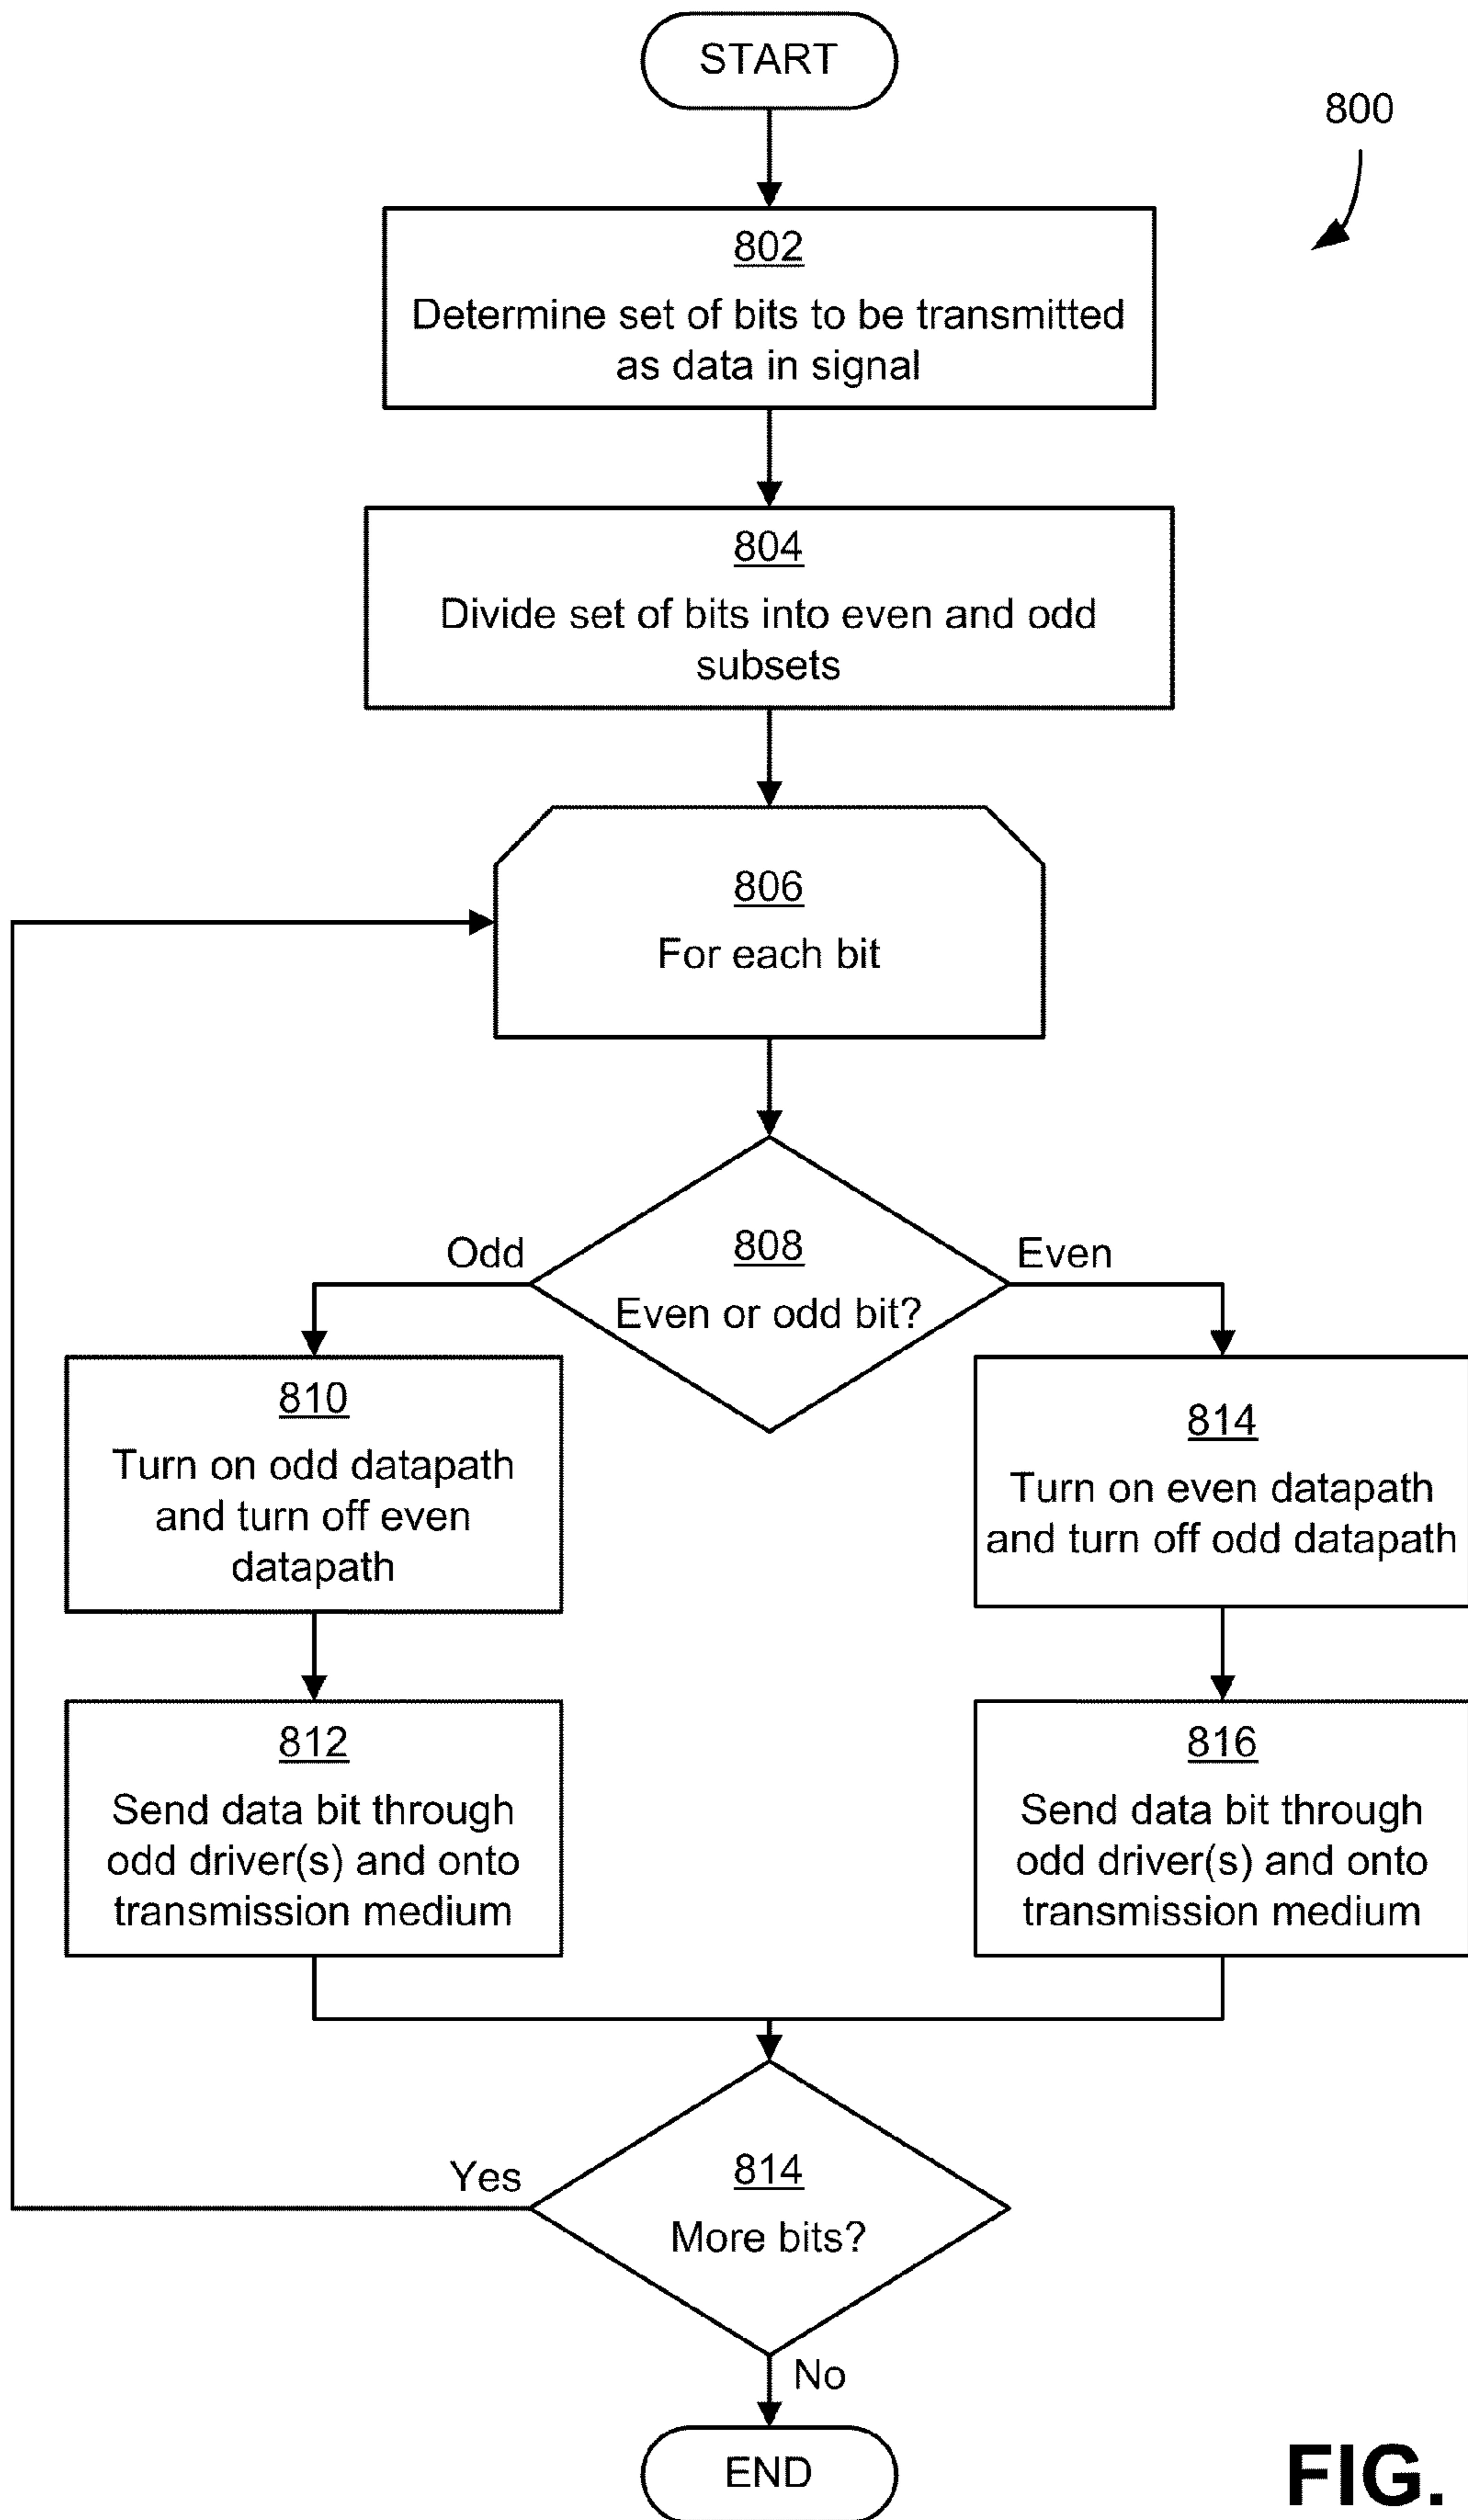 START
800
802
Determine set of bits to be transmitted
as data in signal
804
Divide set of bits into even and odd
subsets
806
For each bit
808
Even or odd bit?
Odd
Even
810
Turn on odd datapath
and turn off even
datapath
814
Turn on even datapath
and turn off odd datapath
812
Send data bit through
odd driver(s) and onto
transmission medium
816
Send data bit through
odd driver(s) and onto
transmission medium
814
More bits?
Yes
No
END
FIG.